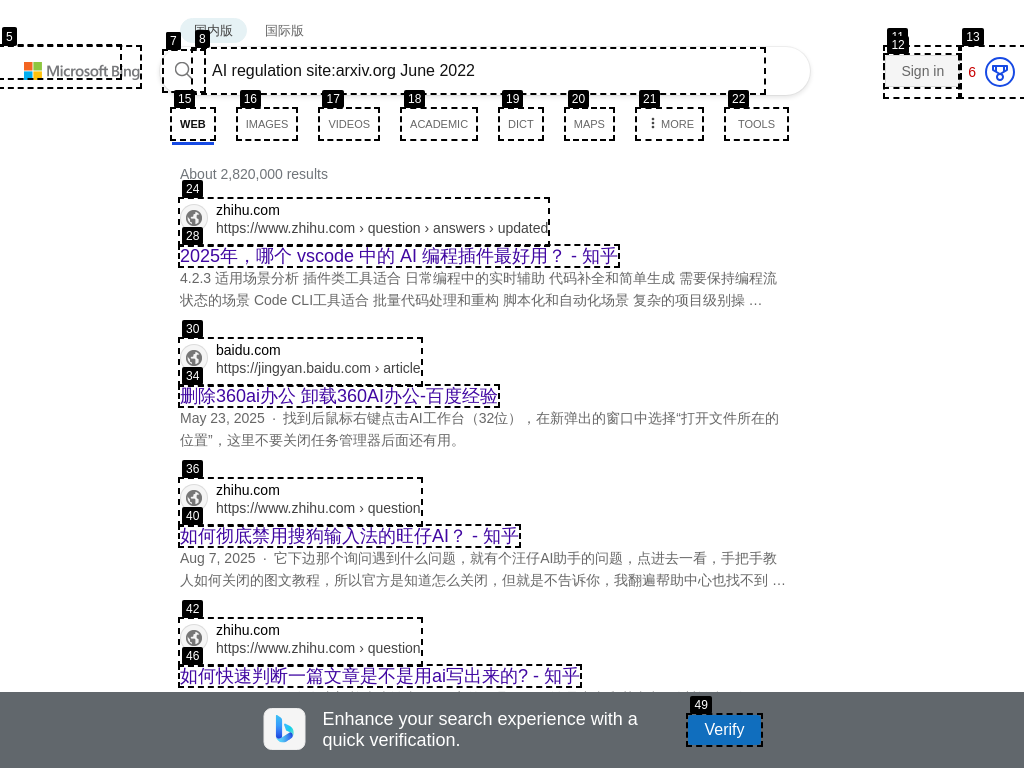 国内版 国际版
Microsoft Bing
AI regulation site:arxiv.org June 2022
Sign in
6
5
7
8
11
12
13
15
16
17
18
19
20
21
22
WEB IMAGES VIDEOS ACADEMIC DICT MAPS MORE TOOLS
About 2,820,000 results
24
zhihu.com
https://www.zhihu.com › question › answers › updated
28
2025年，哪个 vscode 中的 AI 编程插件最好用？ - 知乎
4.2.3 适用场景分析 插件类工具适合 日常编程中的实时辅助 代码补全和简单生成 需要保持编程流
状态的场景 Code CLI工具适合 批量代码处理和重构 脚本化和自动化场景 复杂的项目级别操 …
30
baidu.com
https://jingyan.baidu.com › article
34
删除360ai办公 卸载360AI办公-百度经验
May 23, 2025 · 找到后鼠标右键点击AI工作台（32位），在新弹出的窗口中选择“打开文件所在的
位置”，这里不要关闭任务管理器后面还有用。
36
zhihu.com
https://www.zhihu.com › question
40
如何彻底禁用搜狗输入法的旺仔AI？ - 知乎
Aug 7, 2025 · 它下边那个询问遇到什么问题，就有个汪仔AI助手的问题，点进去一看，手把手教
人如何关闭的图文教程，所以官方是知道怎么关闭，但就是不告诉你，我翻遍帮助中心也找不到 …
42
zhihu.com
https://www.zhihu.com › question
46
如何快速判断一篇文章是不是用ai写出来的? - 知乎
Enhance your search experience with a
quick verification.
49
Verify